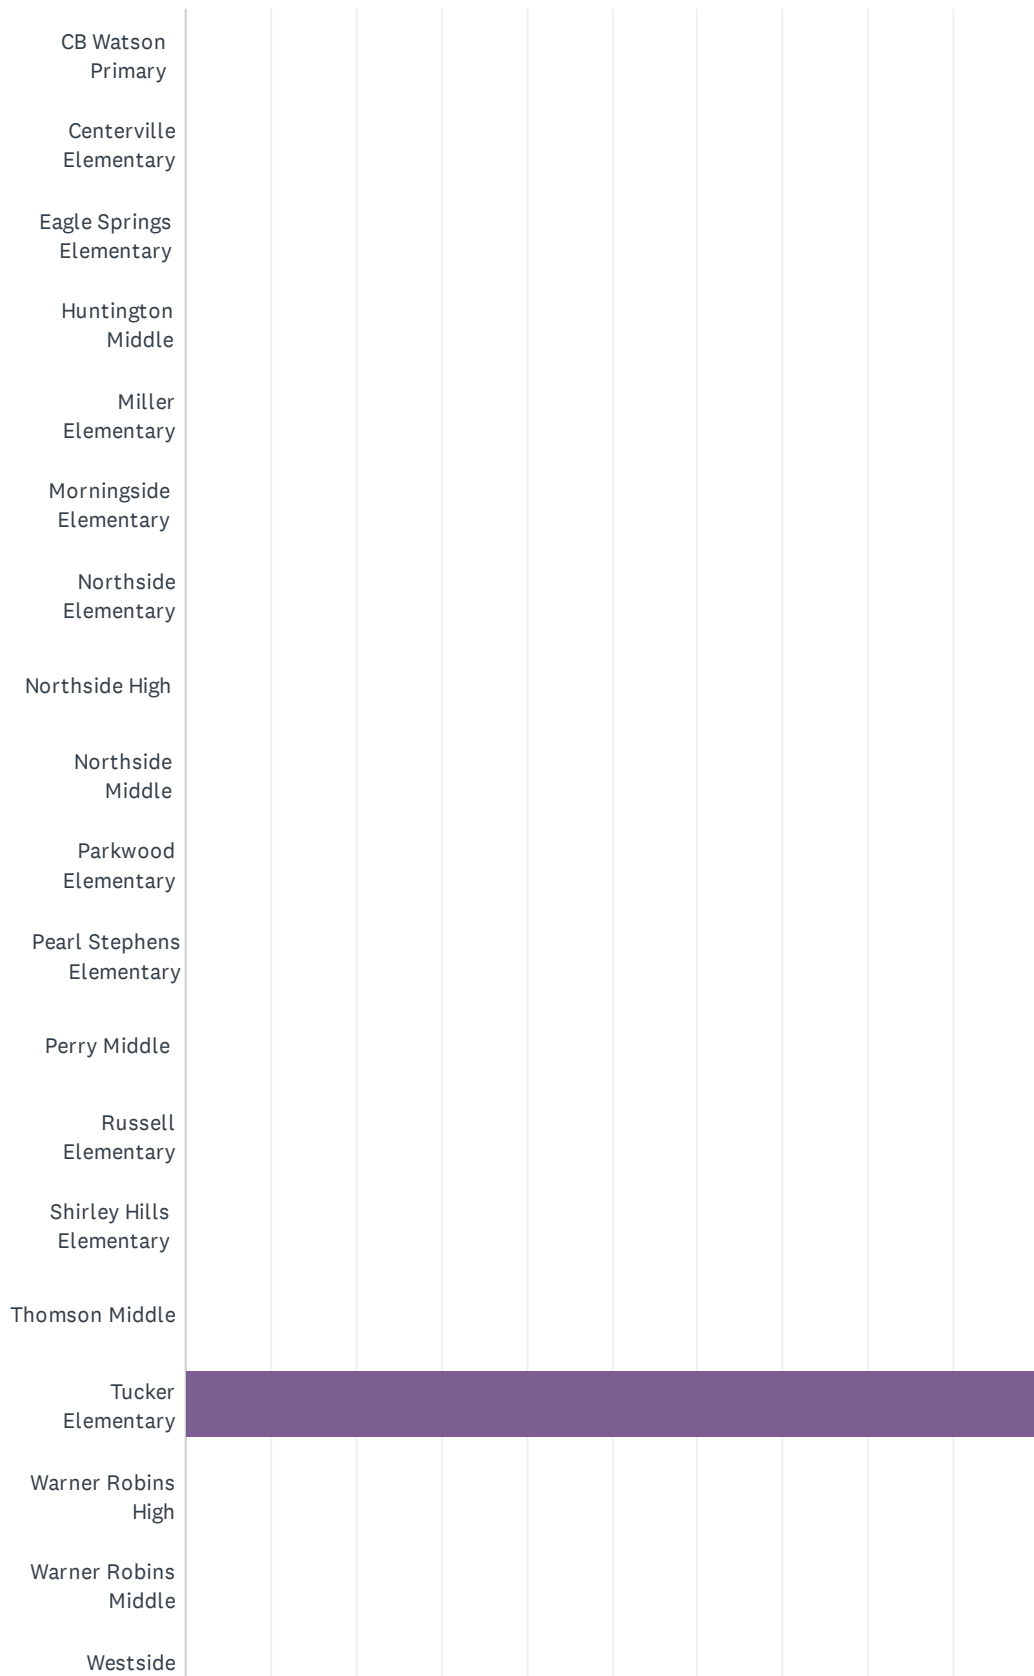 CB Watson
Primary
Centerville
Elementary
Eagle Springs
Elementary
Huntington
Middle
Miller
Elementary
Morningside
Elementary
Northside
Elementary
Northside High
Northside
Middle
Parkwood
Elementary
Pearl Stephens
Elementary
Perry Middle
Russell
Elementary
Shirley Hills
Elementary
Thomson Middle
Tucker
Elementary
Warner Robins
High
Warner Robins
Middle
Westside